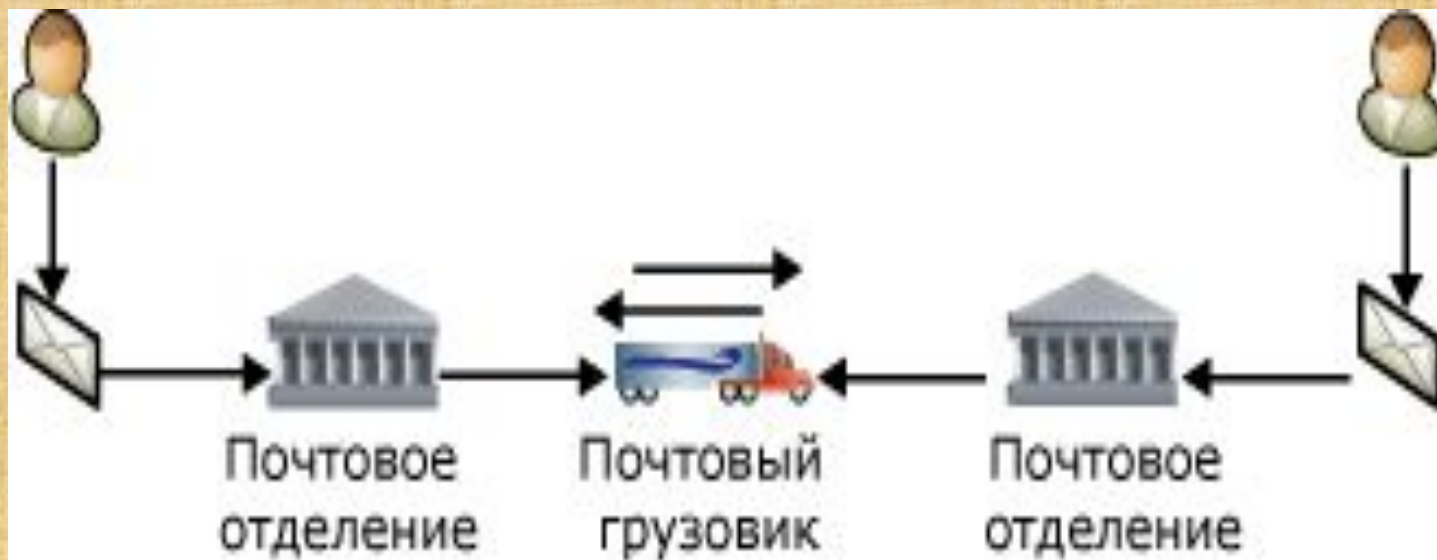 Почтовое
отделение
Почтовый
грузовик
Почтовое
отделение